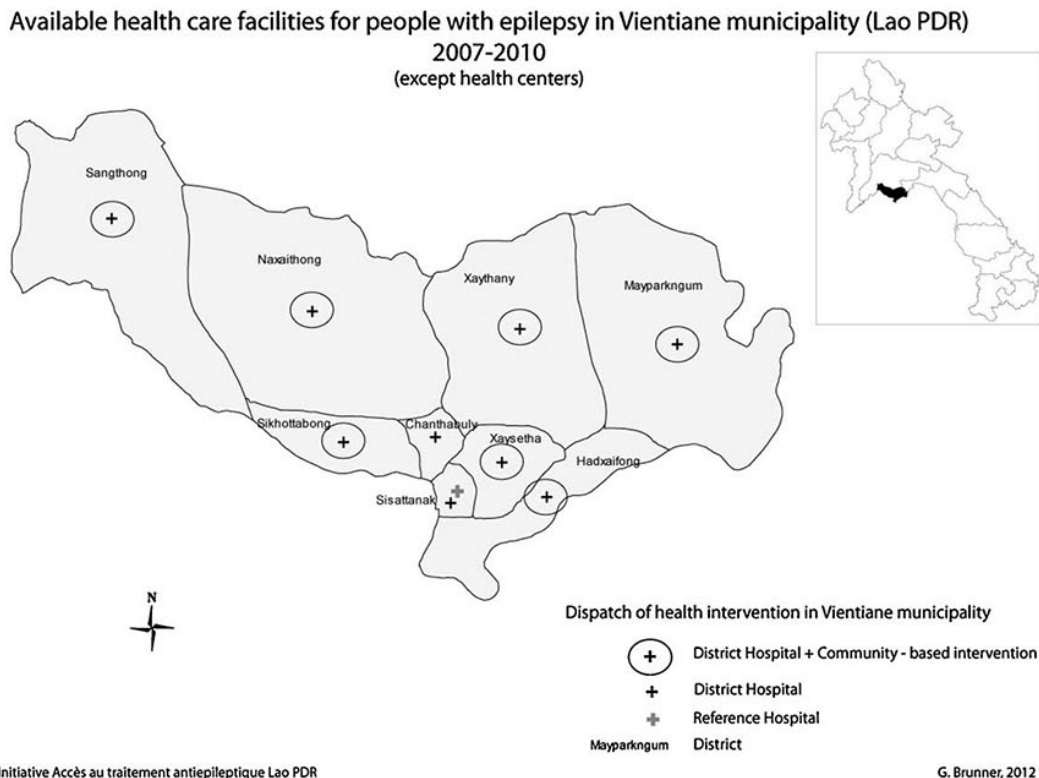 Available health care facilities for people with epilepsy in Vientiane municipality (Lao PDR)
2007-2010
(except health centers)
Sangthong
Naxaithong
Xaythany
Mayparkngum
Sikhottabong
Chanthabuly
Xaysetha
Hadxaifong
Sisattanak
N
Dispatch of health intervention in Vientiane municipality
District Hospital + Community - based intervention
District Hospital
Reference Hospital
Mayparkngum District
Initiative Accès au traitement antiepileptique Lao PDR
G. Brunner, 2012